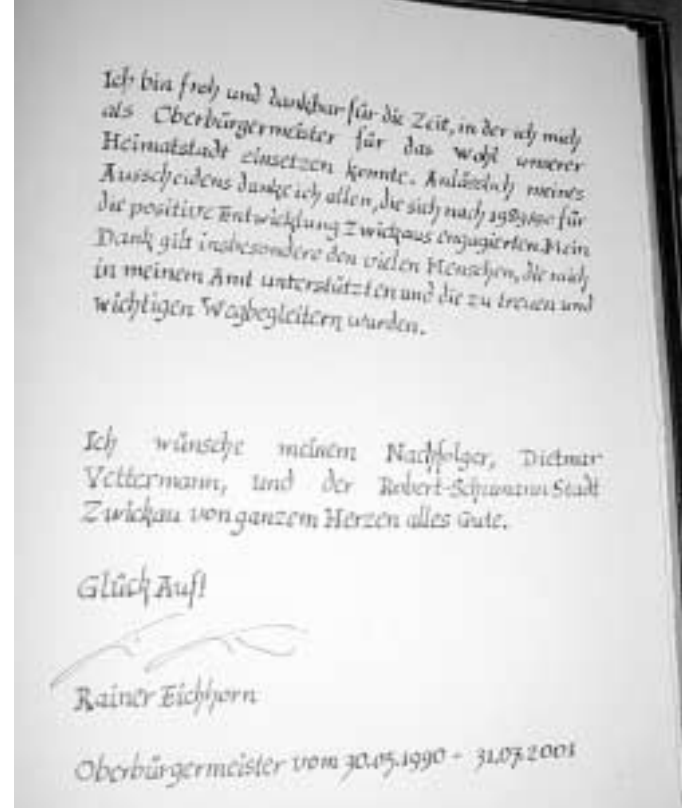 Ich bin froh und dankbar für die Zeit, in der ich mich
als Oberbürgermeister für das Wohl unserer
Heimatstadt einsetzen konnte. Anlässlich meines
Ausscheidens danke ich allen, die sich nach 1989/90 für
die positive Entwicklung Zwickaus engagierten. Mein
Dank gilt insbesondere den vielen Menschen, die mich
in meinem Amt unterstützten und die zu treuen und
wichtigen Wegbegleitern wurden.
Ich wünsche meinem Nachfolger, Dietmar
Vettermann, und der Robert-Schumann Stadt
Zwickau von ganzem Herzen alles Gute.
Glück Auf!
Rainer Eichhorn
Oberbürgermeister vom 30.05.1990 - 31.07.2001